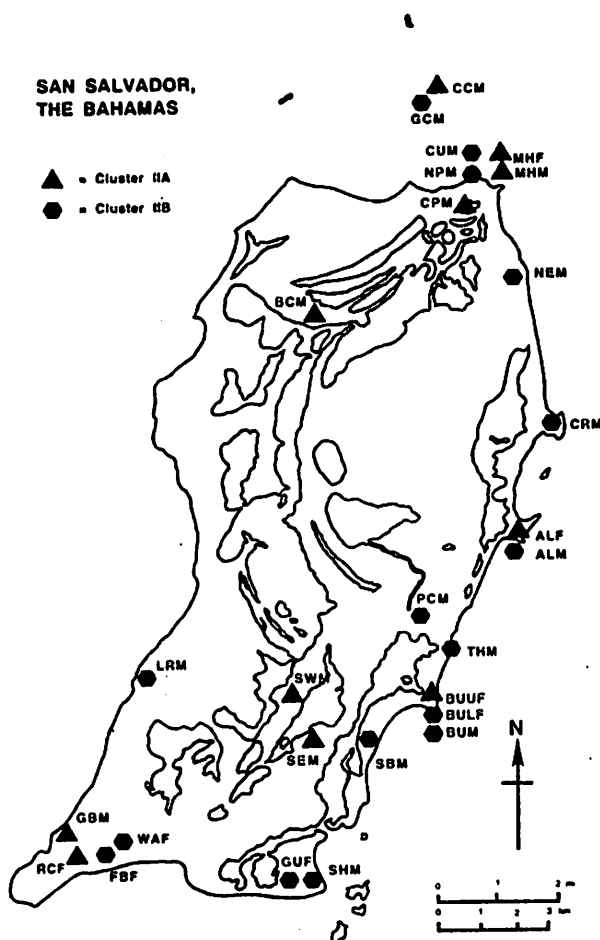 SAN SALVADOR,
THE BAHAMAS
= Cluster IIA
= Cluster IIB
CCM
GCM
CUM
MHF
NPM
MHM
CPM
NEM
BCM
CRM
ALF
ALM
PCM
THM
LRM
SWM
BUUF
BULF
BUM
SEM
SBM
N
GBM
WAF
RCF
FBF
GUF
SHM
0 1 2 m
0 1 2 3 km